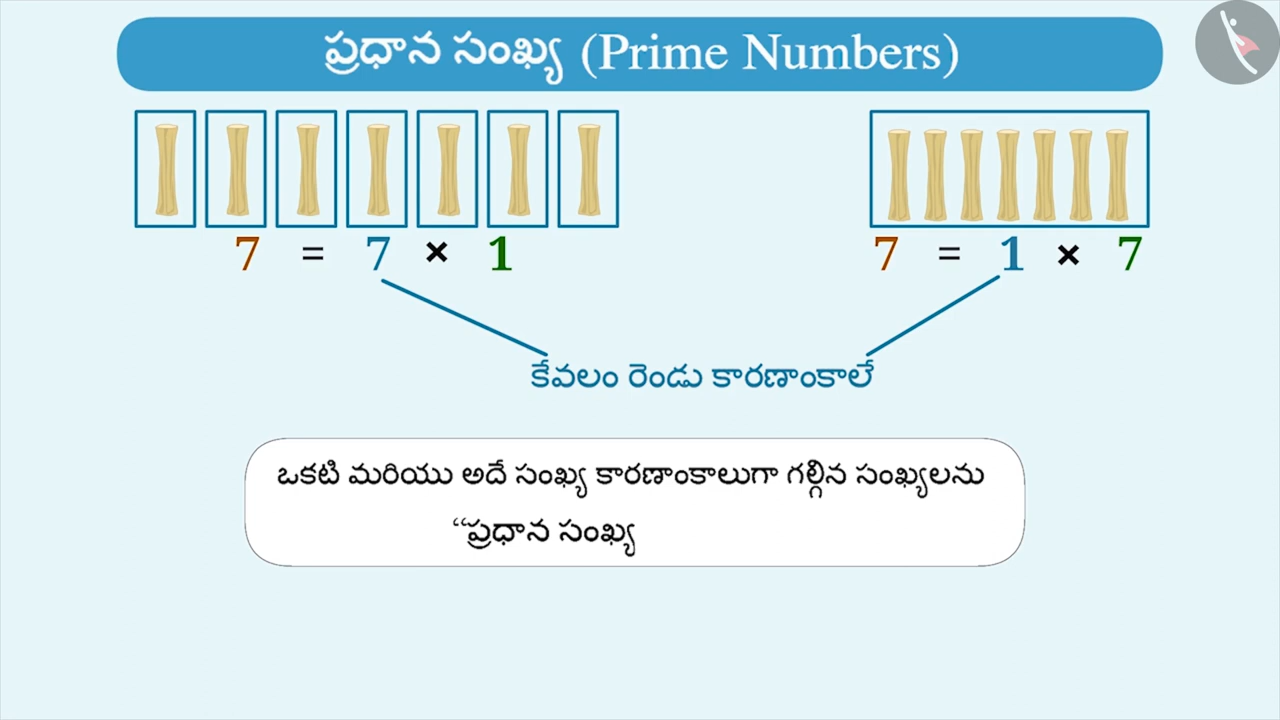 ప్రధాన సంఖ్య (Prime Numbers)
7 = 7 × 1
7 = 1 × 7
కేవలం రెండు కారణాంకాలే
ఒకటి మరియు అదే సంఖ్య కారణాంకాలుగా గల్గిన సంఖ్యలను
“ప్రధాన సంఖ్య